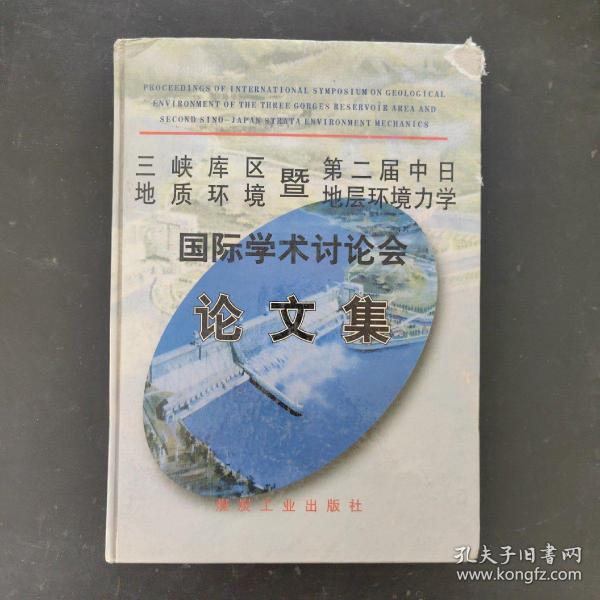 PROCEEDINGS OF INTERNATIONAL SYMPOSIUM ON GEOLOGICAL
ENVIRONMENT OF THE THREE GORGES RESERVOIR AREA AND
SECOND SINO-JAPAN STRATA ENVIRONMENT MECHANICS
三峡库区
地质环境
暨
第二届中日
地层环境力学
国际学术讨论会
论文集
煤炭工业出版社
孔夫子旧书网
www.kongfz.com